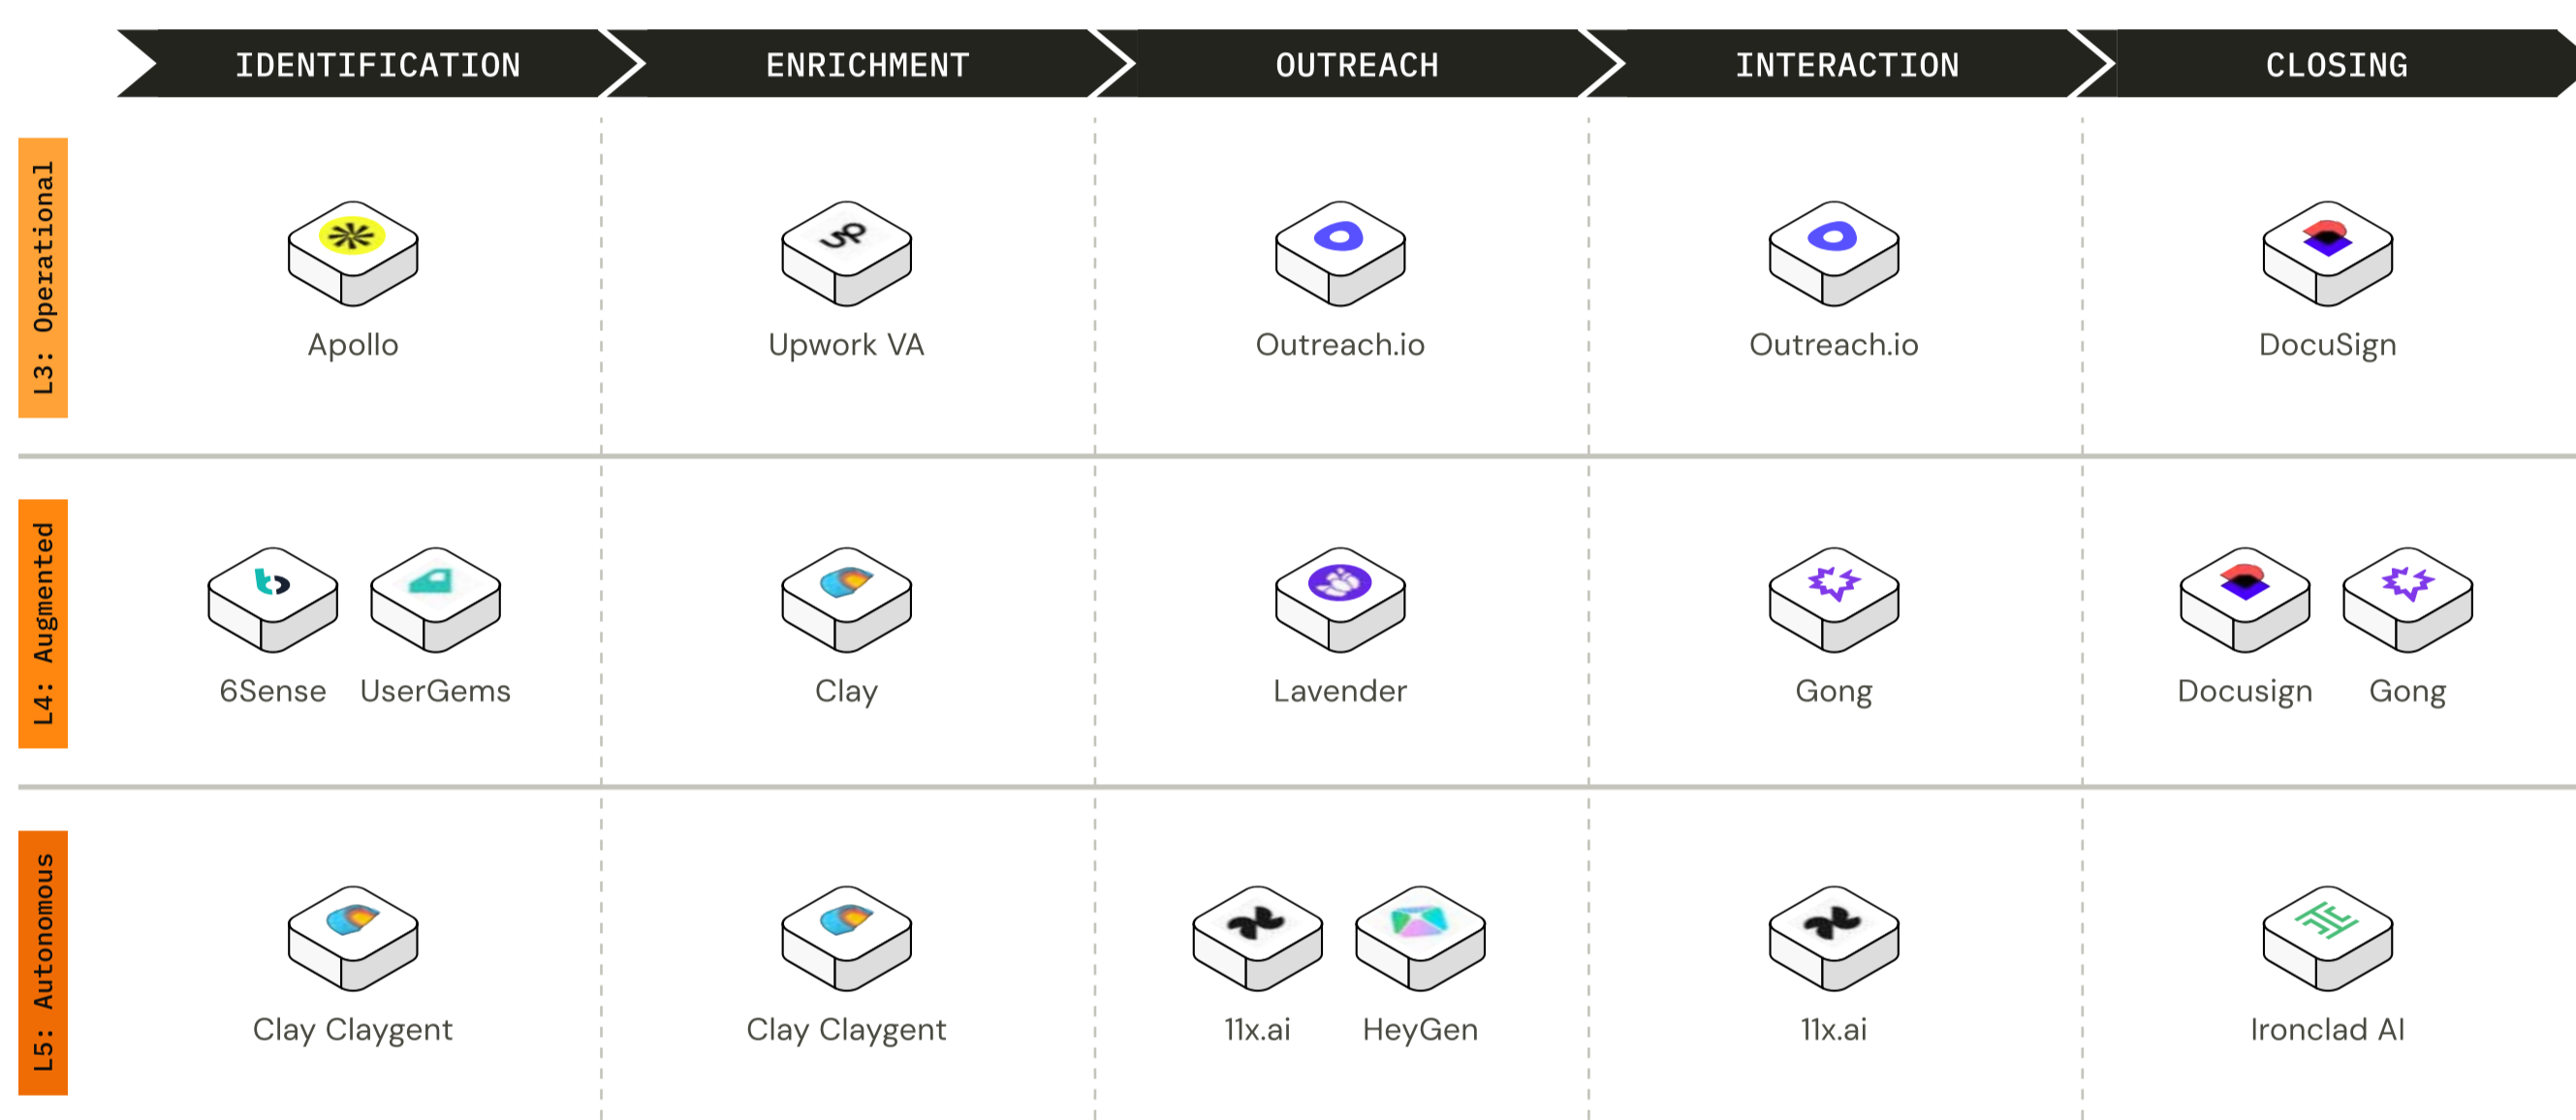 IDENTIFICATION
ENRICHMENT
OUTREACH
INTERACTION
CLOSING
L3: Operational
Apollo
up
Upwork VA
Outreach.io
Outreach.io
DocuSign
L4: Augmented
6Sense
UserGems
Clay
Lavender
Gong
Docusign
Gong
L5: Autonomous
Clay Claygent
Clay Claygent
11x.ai
HeyGen
11x.ai
Ironclad AI